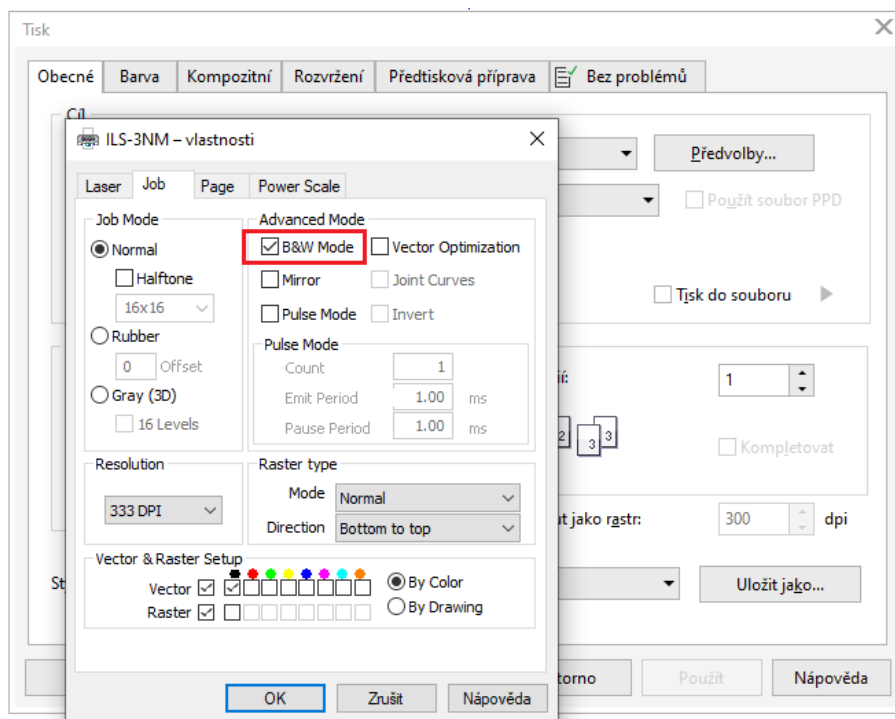 Tisk
Obecné Barva Kompozitní Rozvržení Předtisková příprava Bez problémů
Cíl
ILS-3NM – vlastnosti
Předvolby...
Laser Job Page Power Scale
Použít soubor PPD
Job Mode Advanced Mode
Normal B&W Mode Vector Optimization
Halftone Mirror Joint Curves
16x16 Pulse Mode Invert
Tisk do souboru
Rubber Pulse Mode
0 Offset Count 1
Gray (3D) Emit Period 1.00 ms
1
16 Levels Pause Period 1.00 ms
2 3 3
Kompletovat
Resolution Raster type
333 DPI Mode Normal
Direction Bottom to top
t jako rastr: 300 dpi
Vector & Raster Setup
St Vector By Color
Uložit jako...
Raster By Drawing
torno Použít Nápověda
OK Zrušit Nápověda